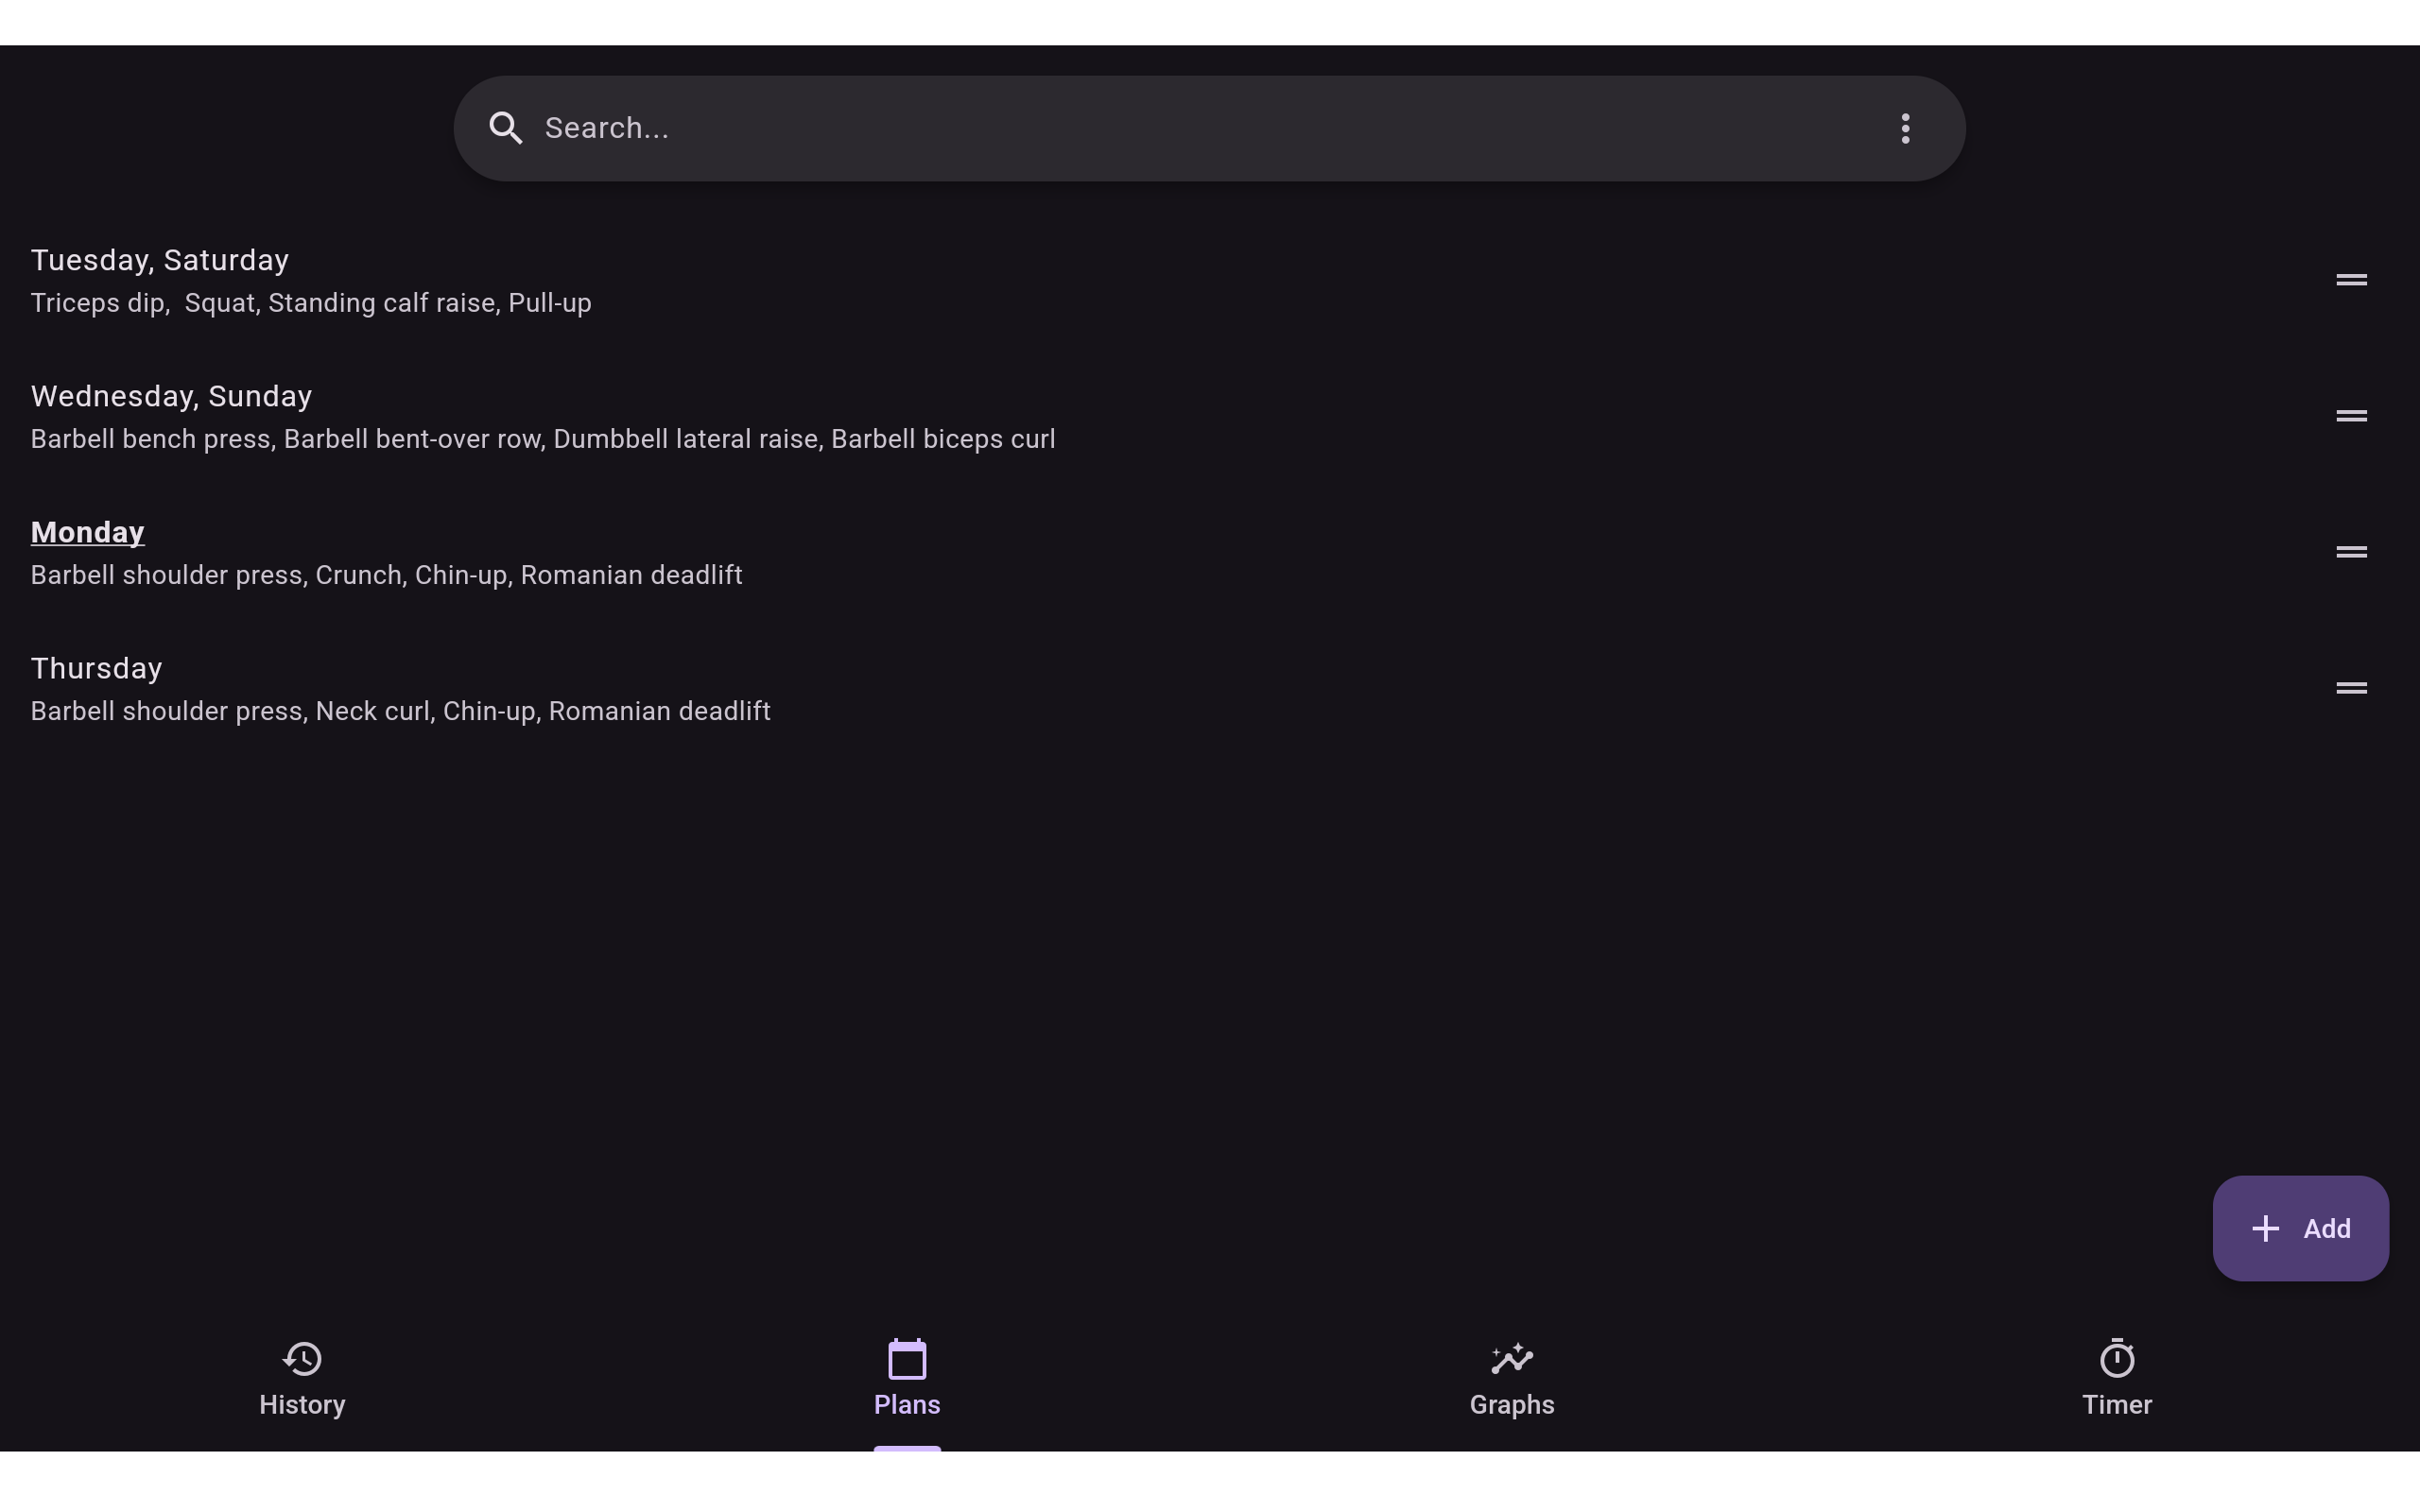 Search...
Tuesday, Saturday
Triceps dip,  Squat, Standing calf raise, Pull-up
Wednesday, Sunday
Barbell bench press, Barbell bent-over row, Dumbbell lateral raise, Barbell biceps curl
Monday
Barbell shoulder press, Crunch, Chin-up, Romanian deadlift
Thursday
Barbell shoulder press, Neck curl, Chin-up, Romanian deadlift
Add
History
Plans
Graphs
Timer